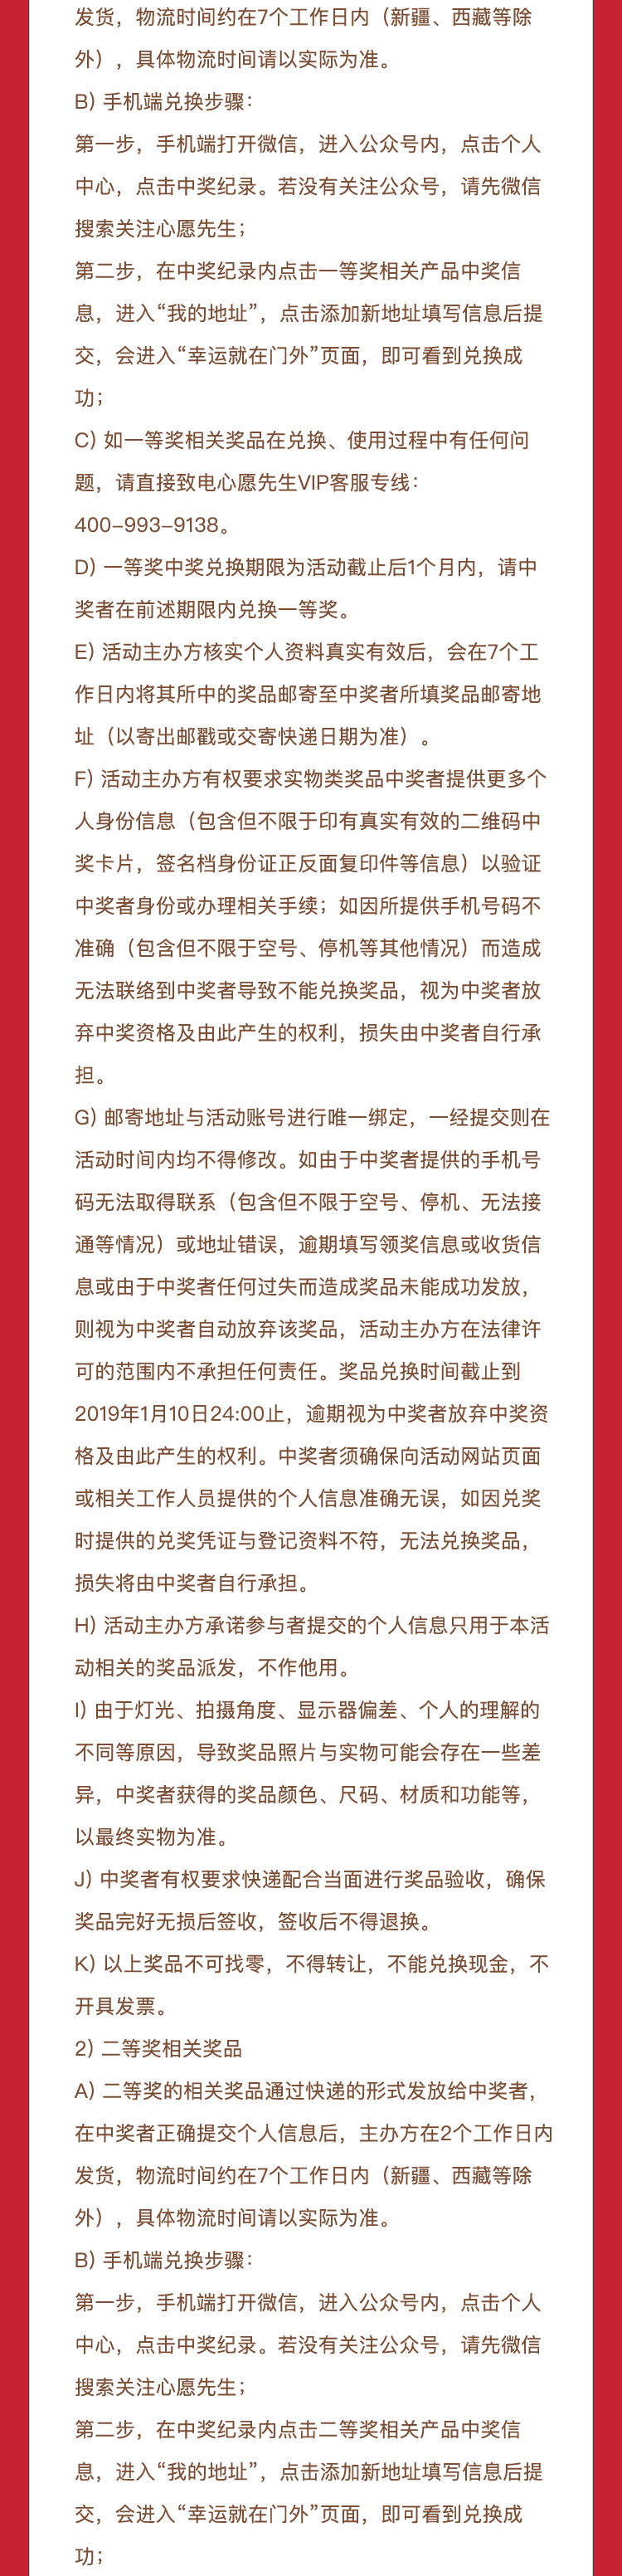 发货，物流时间约在7个工作日内（新疆、西藏等除
外），具体物流时间请以实际为准。
B) 手机端兑换步骤：
第一步，手机端打开微信，进入公众号内，点击个人
中心，点击中奖纪录。若没有关注公众号，请先微信
搜索关注心愿先生；
第二步，在中奖纪录内点击一等奖相关产品中奖信
息，进入“我的地址”，点击添加新地址填写信息后提
交，会进入“幸运就在门外”页面，即可看到兑换成
功；
C) 如一等奖相关奖品在兑换、使用过程中有任何问
题，请直接致电心愿先生VIP客服专线：
400-993-9138。
D) 一等奖中奖兑换期限为活动截止后1个月内，请中
奖者在前述期限内兑换一等奖。
E) 活动主办方核实个人资料真实有效后，会在7个工
作日内将其所中的奖品邮寄至中奖者所填奖品邮寄地
址（以寄出邮戳或交寄快递日期为准）。
F) 活动主办方有权要求实物类奖品中奖者提供更多个
人身份信息（包含但不限于印有真实有效的二维码中
奖卡片，签名档身份证正反面复印件等信息）以验证
中奖者身份或办理相关手续；如因所提供手机号码不
准确（包含但不限于空号、停机等其他情况）而造成
无法联络到中奖者导致不能兑换奖品，视为中奖者放
弃中奖资格及由此产生的权利，损失由中奖者自行承
担。
G) 邮寄地址与活动账号进行唯一绑定，一经提交则在
活动时间内均不得修改。如由于中奖者提供的手机号
码无法取得联系（包含但不限于空号、停机、无法接
通等情况）或地址错误，逾期填写领奖信息或收货信
息或由于中奖者任何过失而造成奖品未能成功发放，
则视为中奖者自动放弃该奖品，活动主办方在法律许
可的范围内不承担任何责任。奖品兑换时间截止到
2019年1月10日24:00止，逾期视为中奖者放弃中奖资
格及由此产生的权利。中奖者须确保向活动网站页面
或相关工作人员提供的个人信息准确无误，如因兑奖
时提供的兑奖凭证与登记资料不符，无法兑换奖品，
损失将由中奖者自行承担。
H) 活动主办方承诺参与者提交的个人信息只用于本活
动相关的奖品派发，不作他用。
I) 由于灯光、拍摄角度、显示器偏差、个人的理解的
不同等原因，导致奖品照片与实物可能会存在一些差
异，中奖者获得的奖品颜色、尺码、材质和功能等，
以最终实物为准。
J) 中奖者有权要求快递配合当面进行奖品验收，确保
奖品完好无损后签收，签收后不得退换。
K) 以上奖品不可找零，不得转让，不能兑换现金，不
开具发票。
2) 二等奖相关奖品
A) 二等奖的相关奖品通过快递的形式发放给中奖者，
在中奖者正确提交个人信息后，主办方在2个工作日内
发货，物流时间约在7个工作日内（新疆、西藏等除
外），具体物流时间请以实际为准。
B) 手机端兑换步骤：
第一步，手机端打开微信，进入公众号内，点击个人
中心，点击中奖纪录。若没有关注公众号，请先微信
搜索关注心愿先生；
第二步，在中奖纪录内点击二等奖相关产品中奖信
息，进入“我的地址”，点击添加新地址填写信息后提
交，会进入“幸运就在门外”页面，即可看到兑换成
功；